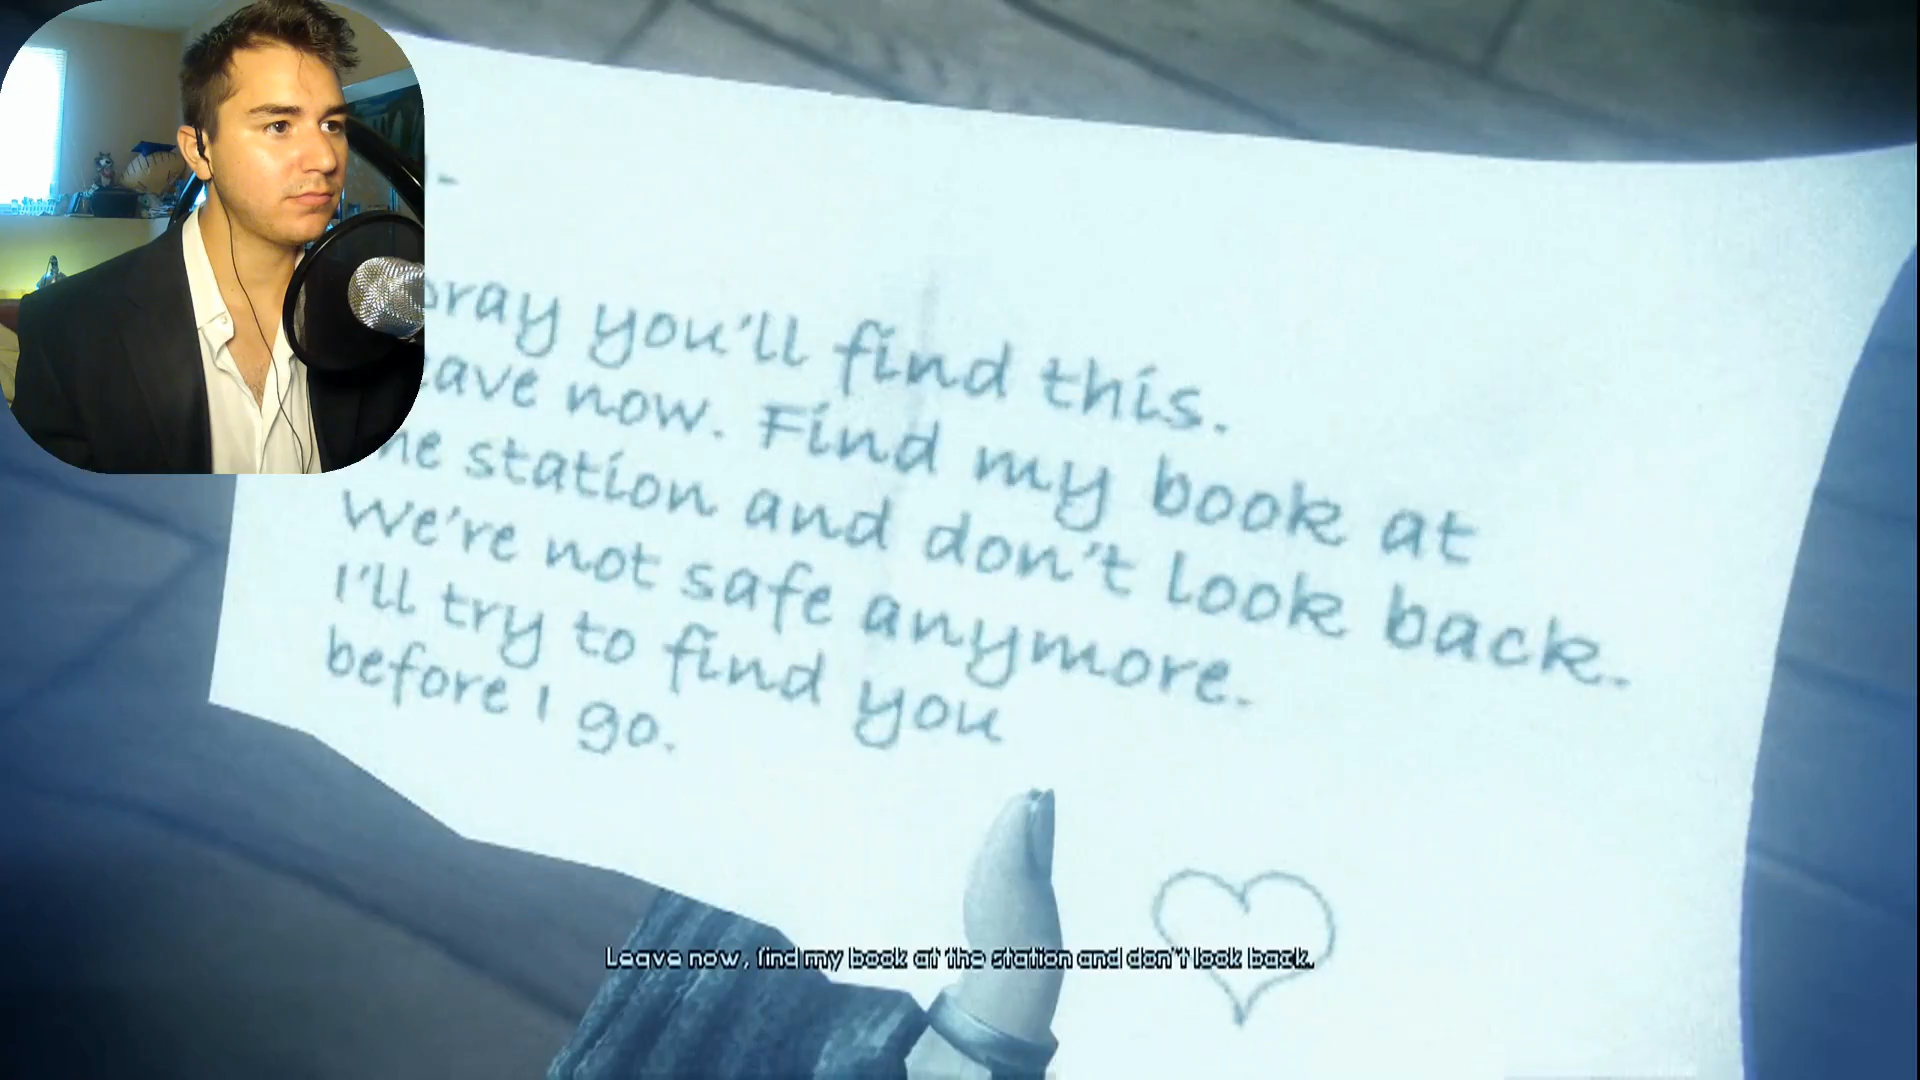 -
pray you'll find this.
eave now. Find my book at
he station and don't look back.
We're not safe anymore.
I'll try to find you
before I go.
Leave now, find my book at the station and don't look back.